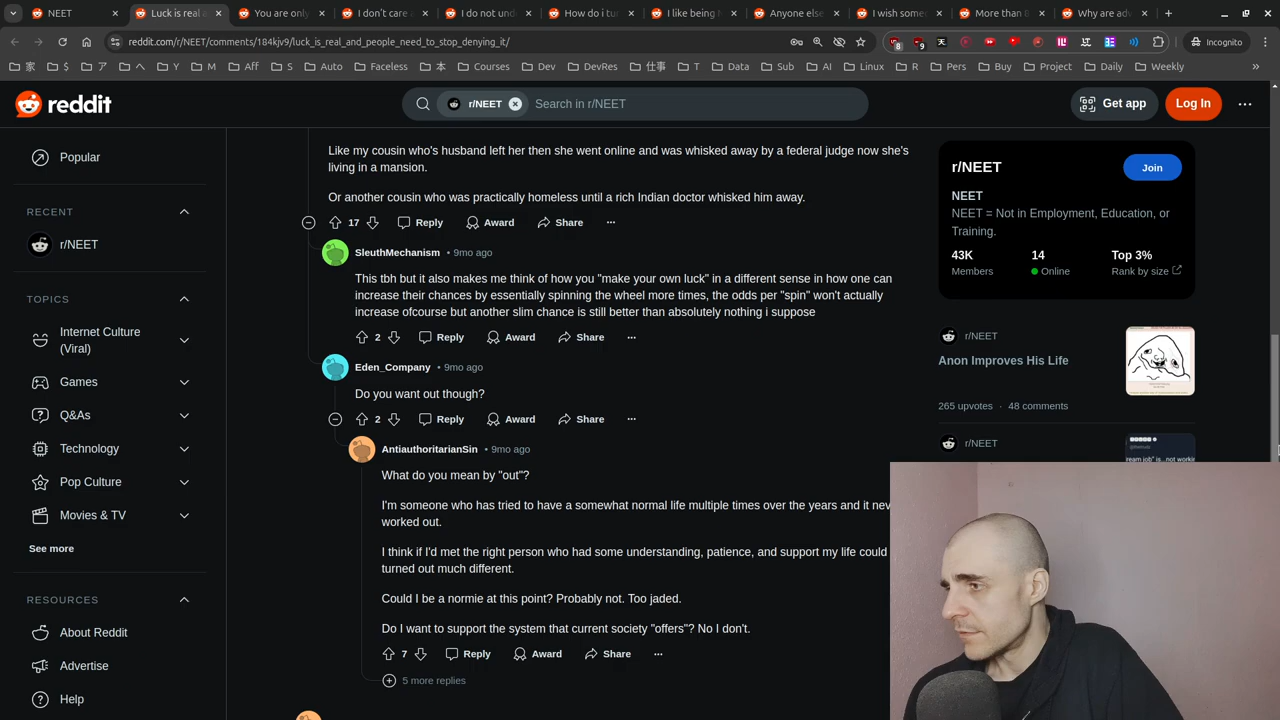 NEET
Luck is real a
You are only
I don't care a
I do not und
How do i tur
I like being N
Anyone else
I wish some
More than 8
Why are adv
reddit.com/r/NEET/comments/184kjv9/luck_is_real_and_people_need_to_stop_denying_it/
Incognito
家 $ ア へ Y M Aff S Auto Faceless 本 Courses Dev DevRes 仕事 T Data Sub AI Linux R Pers Buy Project Daily Weekly
reddit
r/NEET
Search in r/NEET
Get app
Log In
Popular
RECENT
r/NEET
TOPICS
Internet Culture
(Viral)
Games
Q&As
Technology
Pop Culture
Movies & TV
See more
RESOURCES
About Reddit
Advertise
Help
Like my cousin who's husband left her then she went online and was whisked away by a federal judge now she's
living in a mansion.
Or another cousin who was practically homeless until a rich Indian doctor whisked him away.
17 Reply Award Share
SleuthMechanism • 9mo ago
This tbh but it also makes me think of how you "make your own luck" in a different sense in how one can
increase their chances by essentially spinning the wheel more times, the odds per "spin" won't actually
increase ofcourse but another slim chance is still better than absolutely nothing i suppose
2 Reply Award Share
Eden_Company • 9mo ago
Do you want out though?
2 Reply Award Share
AntiauthoritarianSin • 9mo ago
What do you mean by "out"?
I'm someone who has tried to have a somewhat normal life multiple times over the years and it nev
worked out.
I think if I'd met the right person who had some understanding, patience, and support my life could
turned out much different.
Could I be a normie at this point? Probably not. Too jaded.
Do I want to support the system that current society "offers"? No I don't.
7 Reply Award Share
5 more replies
r/NEET
Join
NEET
NEET = Not in Employment, Education, or
Training.
43K 14 Top 3%
Members Online Rank by size
r/NEET
Anon Improves His Life
265 upvotes · 48 comments
r/NEET